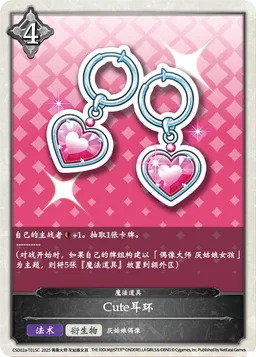 4
自己的主战者+1。抽取1张卡牌。
----------
(对战开始时，如果自己的牌组构建以「偶像大师 灰姑娘女孩」
为主题，则将5张『魔法道具』放置到额外区)
魔法道具
Cute耳环
法术 衍生物 灰姑娘偶像